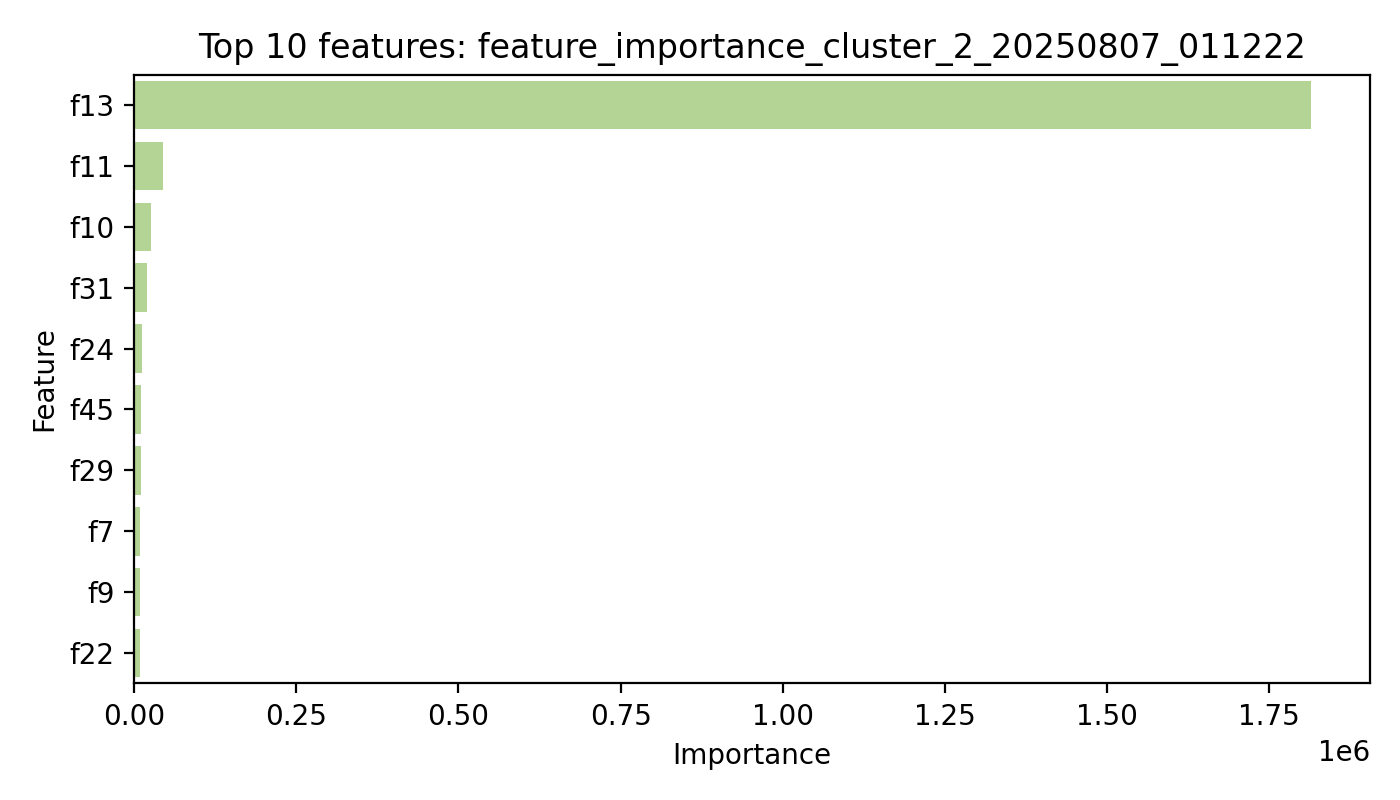 Top 10 features: feature_importance_cluster_2_20250807_011222
f13
f11
f10
f31
f24
f45
f29
f7
f9
f22
Feature
0.00 0.25 0.50 0.75 1.00 1.25 1.50 1.75
Importance
1e6